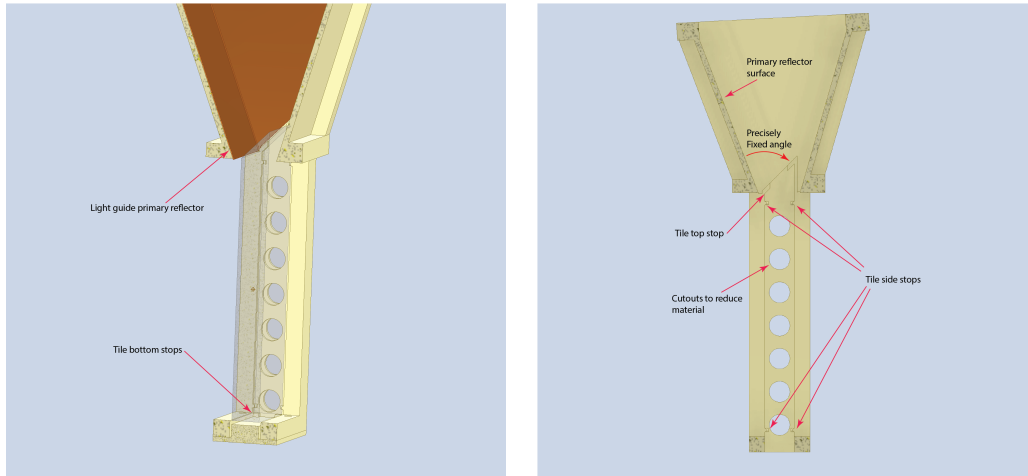 Light guide primary reflector
Tile bottom stops
Primary reflector
surface
Precisely
Fixed angle
Tile top stop
Tile side stops
Cutouts to reduce
material